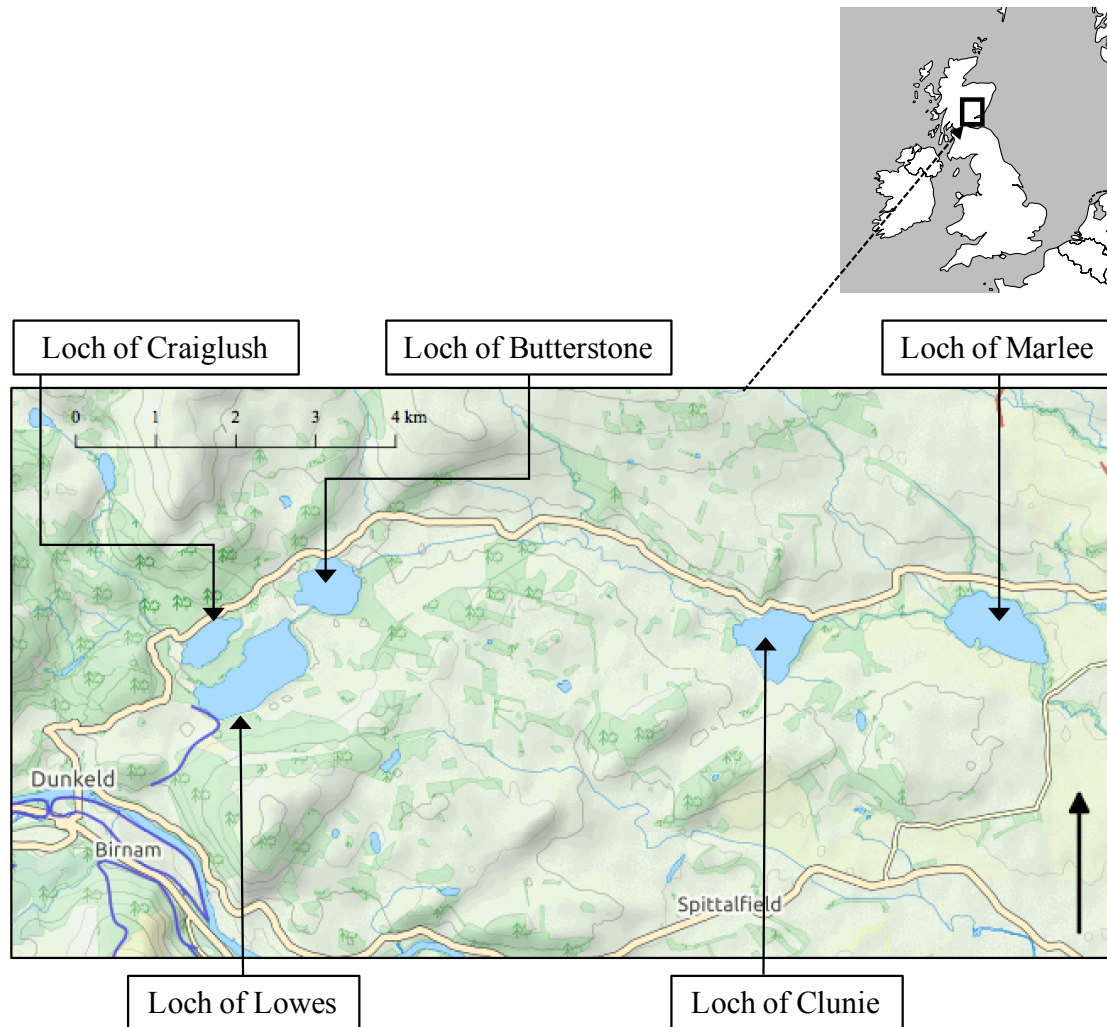 Loch of Craiglush
Loch of Butterstone
Loch of Marlee
0 1 2 3 4 km
Dunkeld
Birnam
Spittalfield
Loch of Lowes
Loch of Clunie